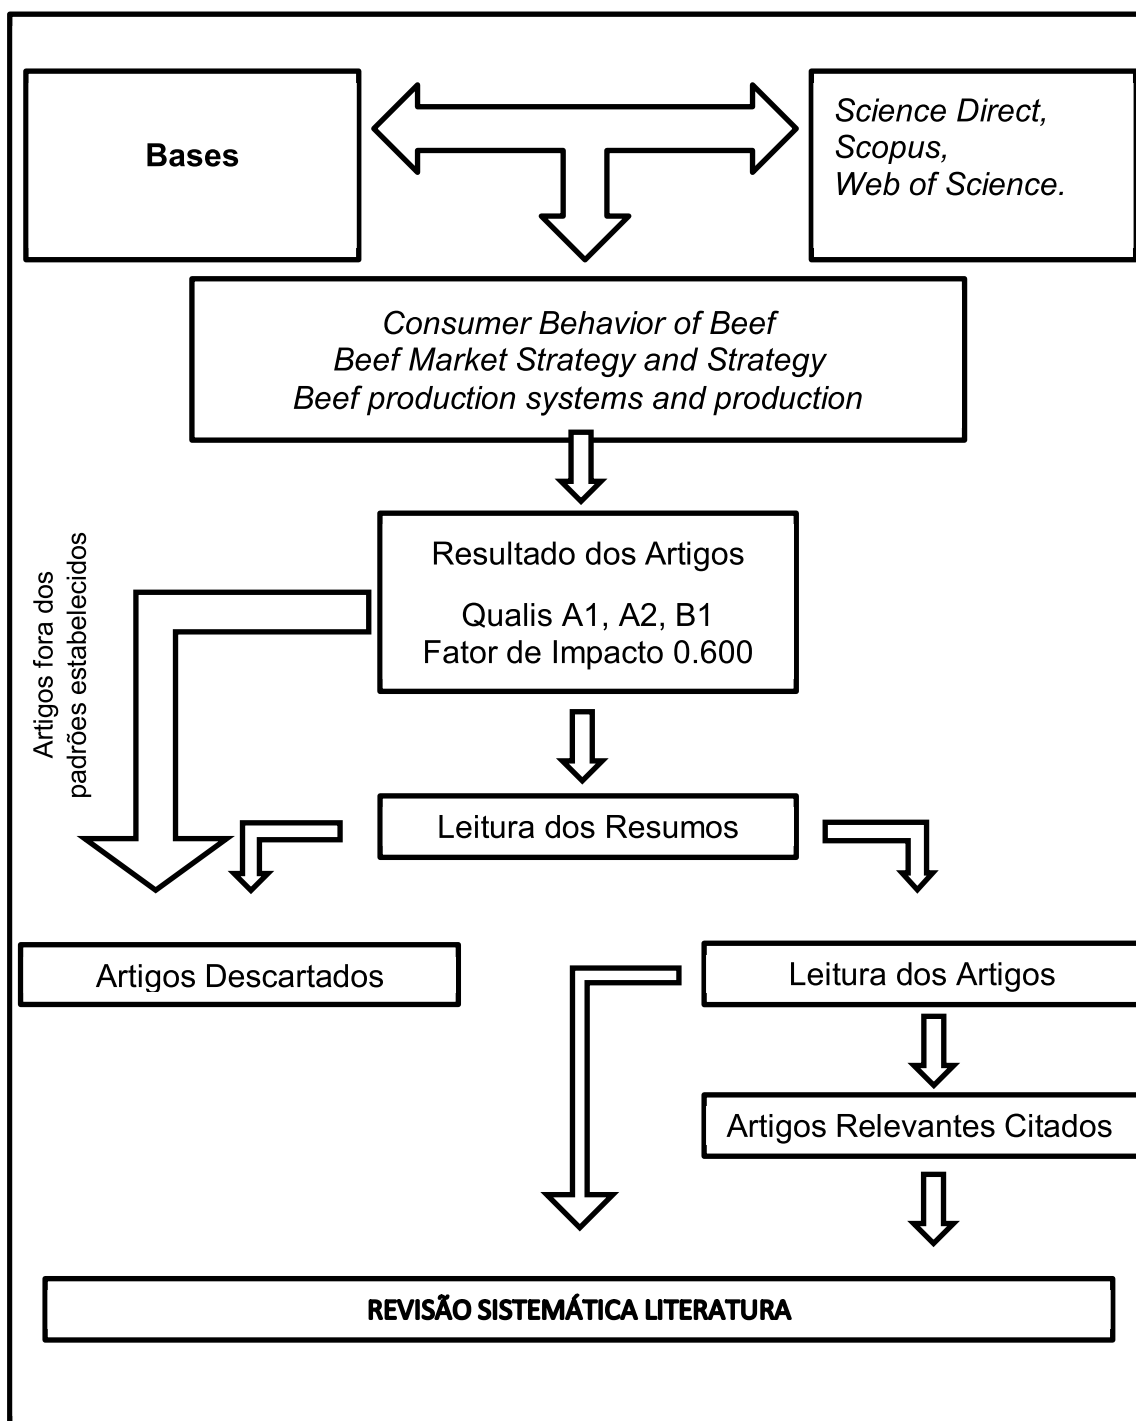 Bases
Science Direct,
Scopus,
Web of Science.
Consumer Behavior of Beef
Beef Market Strategy and Strategy
Beef production systems and production
Resultado dos Artigos
Qualis A1, A2, B1
Fator de Impacto 0.600
Artigos fora dos
padrões estabelecidos
Leitura dos Resumos
Artigos Descartados
Leitura dos Artigos
Artigos Relevantes Citados
REVISÃO SISTEMÁTICA LITERATURA